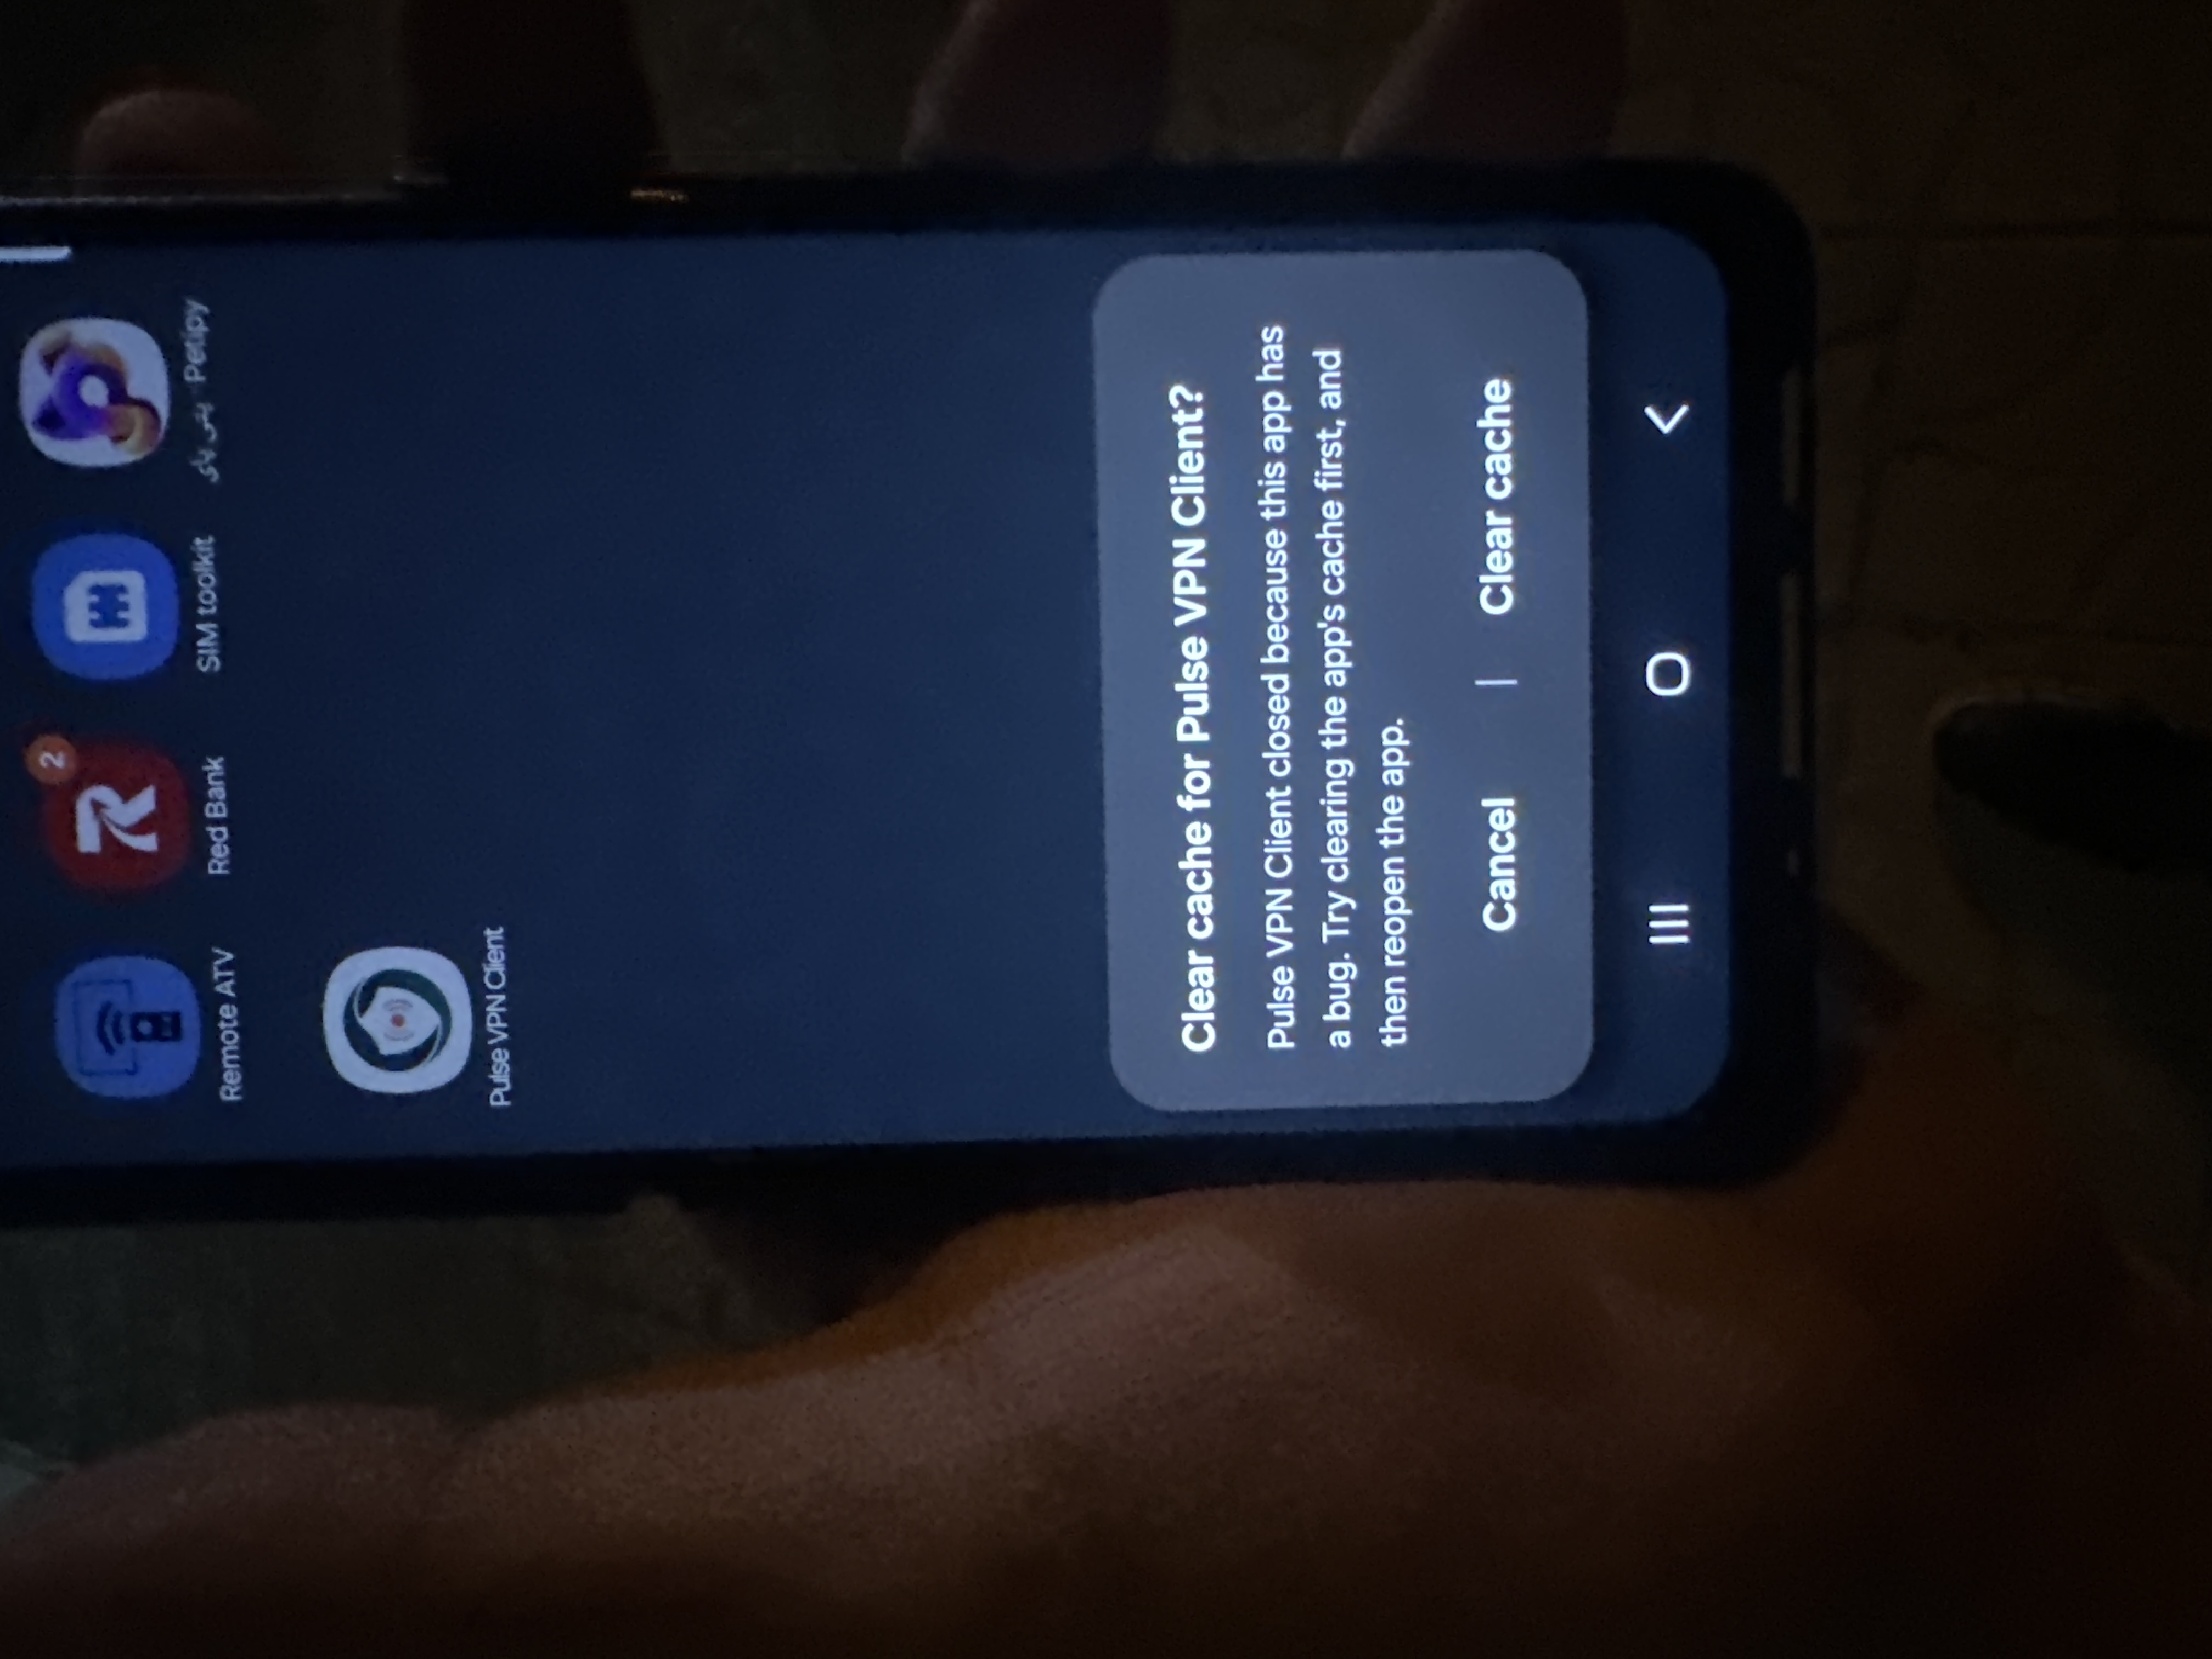 2
Remote ATV
Red Bank
SIM toolkit
پتی پای - Petipy
Pulse VPN Client
Clear cache for Pulse VPN Client?
Pulse VPN Client closed because this app has
a bug. Try clearing the app's cache first, and
then reopen the app.
Cancel | Clear cache